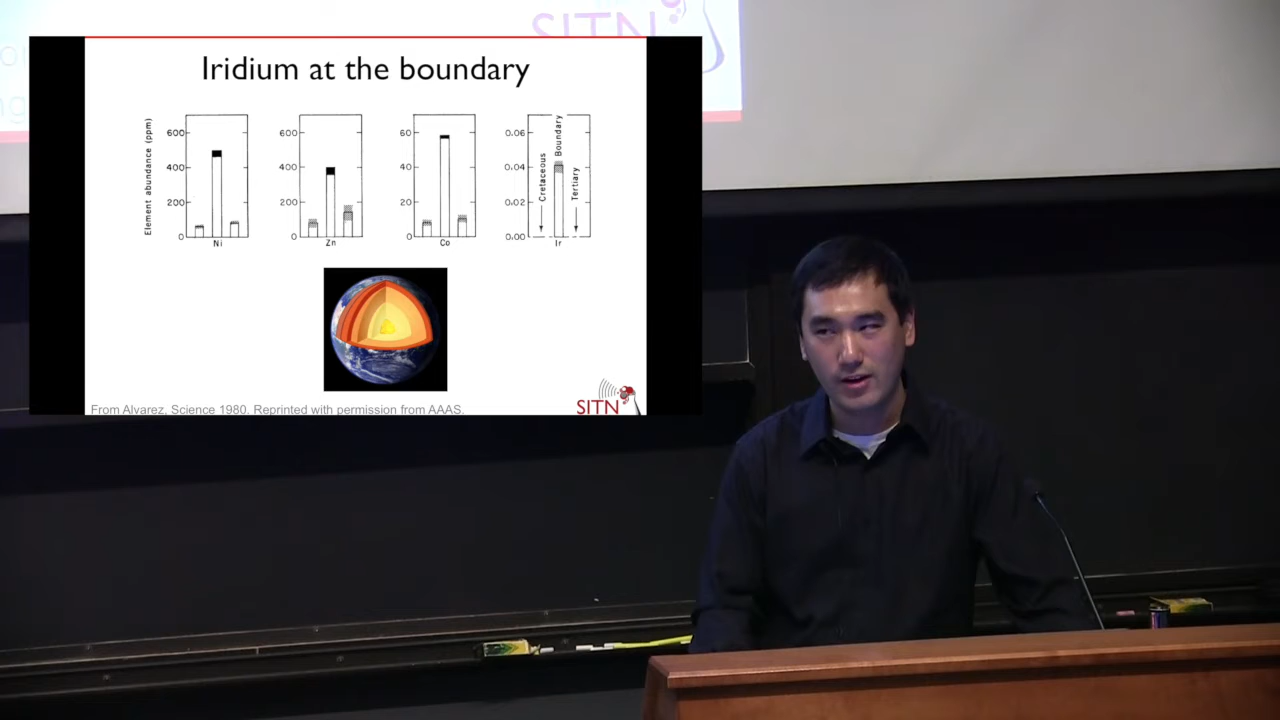 SITN
Iridium at the boundary
Element abundance (ppm)
600
400
200
0
Ni
600
400
200
0
Zn
60
40
20
0
Co
0.06
0.04
0.02
0.00
Cretaceous
Boundary
Tertiary
Ir
From Alvarez, Science 1980. Reprinted with permission from AAAS.
SITN